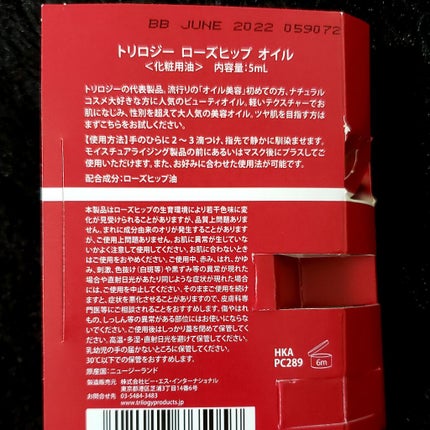 BB JUNE 2022 059072
トリロジー ローズヒップ オイル
＜化粧用油＞ 内容量:5mL
トリロジーの代表製品。流行りの「オイル美容」初めての方、ナチュラル
コスメ大好きな方に人気のビューティオイル。軽いテクスチャーでお
肌になじみ、性別を超えて大人気の美容オイル。ツヤ肌を目指す方は
まずこちらをお試しください。
【使用方法】手のひらに2〜3滴つけ、指先で静かに馴染ませます。
モイスチュアライジング製品の前にあるいはマスク後にプラスしてご
使用いただけます。また、お好みに合わせた使用法が可能です。
配合成分:ローズヒップ油
本製品はローズヒップの生育環境により若干色味に変
化が見受けられることがありますが、品質上問題あり
ません。まれに成分由来のオリが発生することがあります
が、ご使用上問題ありません。お肌に異常が生じていな
いかよく注意して使用してください。お肌に合わないとき
はご使用をおやめください。ご使用中、赤み、はれ、かゆ
み、刺激、色抜け(白斑等)や黒ずみ等の異常が現れた
場合や直射日光があたり同じような症状が現れた場合
には、ご使用を中止してください。そのままご使用を続け
ますと、症状を悪化させることがありますので、皮膚科専
門医等にご相談されることをおすすめします。傷やはれ
もの、しっしん等の異常がある部位にはお使いにならな
いでください。ご使用後はしっかり蓋を閉めて保管してく
ださい。高温・多湿・直射日光を避けて保管してください。
乳幼児の手の届かないところに保管してください。
30℃以下での保管をおすすめします。
原産国:ニュージーランド
製造販売元 株式会社ピー・エス・インターナショナル
東京都港区芝浦3丁目14番6号
お問合せ先 03-5484-3483
www.trilogyproducts.jp
HKA
PC289
6m